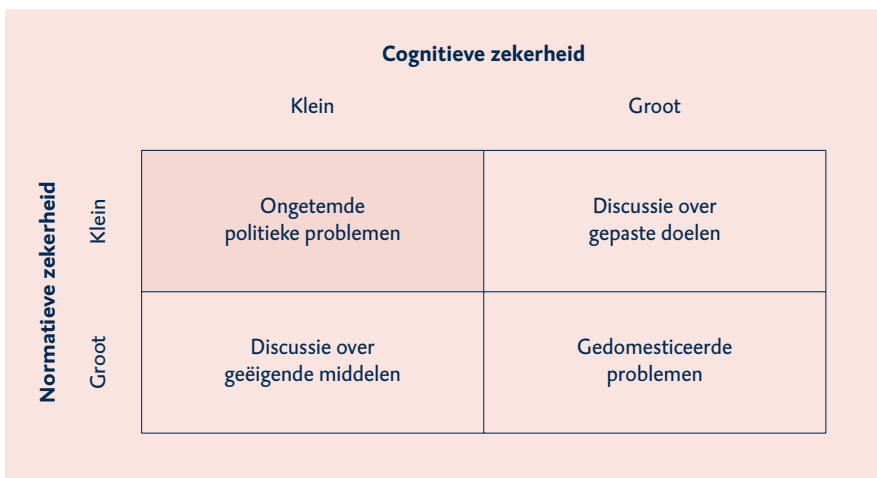 Cognitieve zekerheid
Klein
Groot
Normatieve zekerheid
Klein
Ongetemde
politieke problemen
Discussie over
gepaste doelen
Groot
Discussie over
geëigende middelen
Gedomesticeerde
problemen